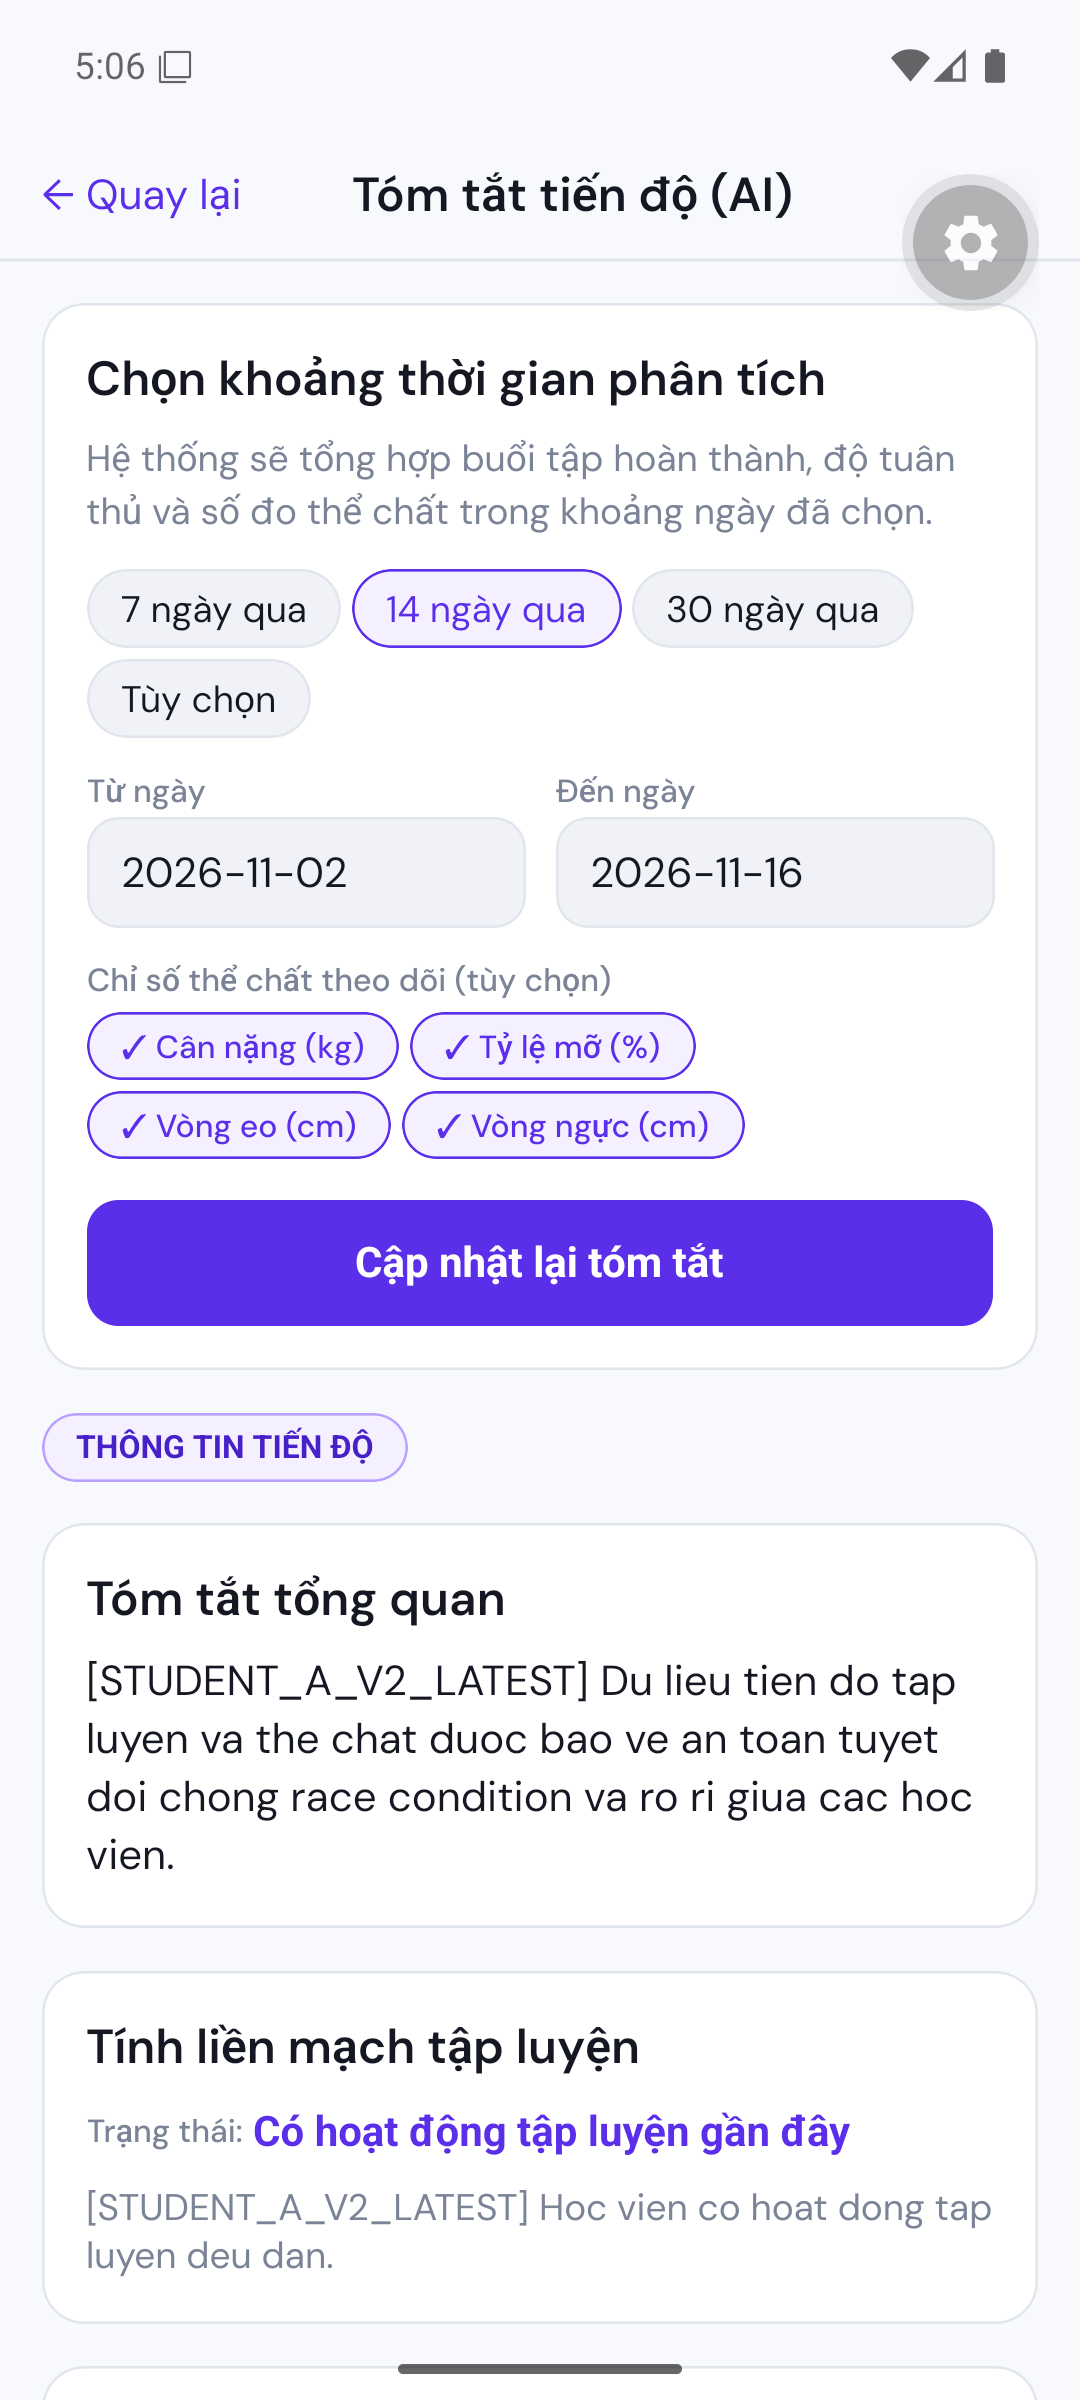 5:06
← Quay lại
Tóm tắt tiến độ (AI)
Chọn khoảng thời gian phân tích
Hệ thống sẽ tổng hợp buổi tập hoàn thành, độ tuân
thủ và số đo thể chất trong khoảng ngày đã chọn.
7 ngày qua
14 ngày qua
30 ngày qua
Tùy chọn
Từ ngày
Đến ngày
2026-11-02
2026-11-16
Chỉ số thể chất theo dõi (tùy chọn)
✓ Cân nặng (kg)
✓ Tỷ lệ mỡ (%)
✓ Vòng eo (cm)
✓ Vòng ngực (cm)
Cập nhật lại tóm tắt
THÔNG TIN TIẾN ĐỘ
Tóm tắt tổng quan
[STUDENT_A_V2_LATEST] Du lieu tien do tap
luyen va the chat duoc bao ve an toan tuyet
doi chong race condition va ro ri giua cac hoc
vien.
Tính liền mạch tập luyện
Trạng thái: Có hoạt động tập luyện gần đây
[STUDENT_A_V2_LATEST] Hoc vien co hoat dong tap
luyen deu dan.